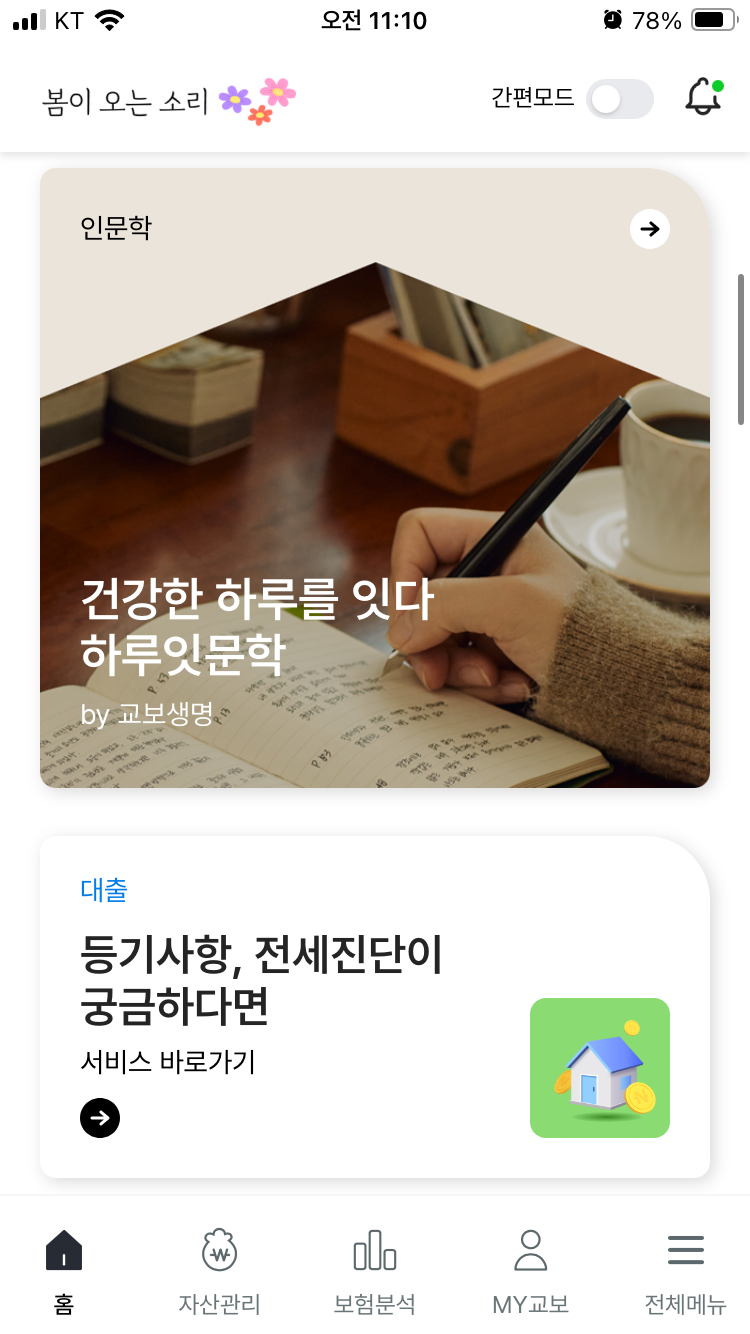 KT
오전 11:10
78%
봄이 오는 소리
간편모드
인문학
건강한 하루를 잇다
하루잇문학
by 교보생명
P.43
P.13
P.83
대출
등기사항, 전세진단이
궁금하다면
서비스 바로가기
홈
자산관리
보험분석
MY교보
전체메뉴